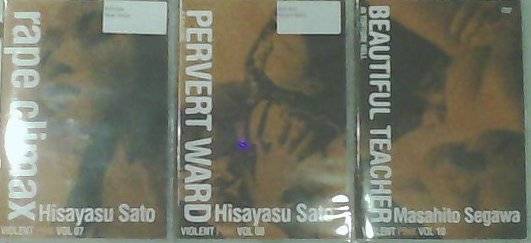 rape climax
Hisayasu Sato
VIOLENT PINK VOL 07
PERVERT WARD
Hisayasu Sato
VIOLENT PINK VOL 08
BEAUTIFUL TEACHER
Masahito Segawa
VIOLENT PINK VOL 10